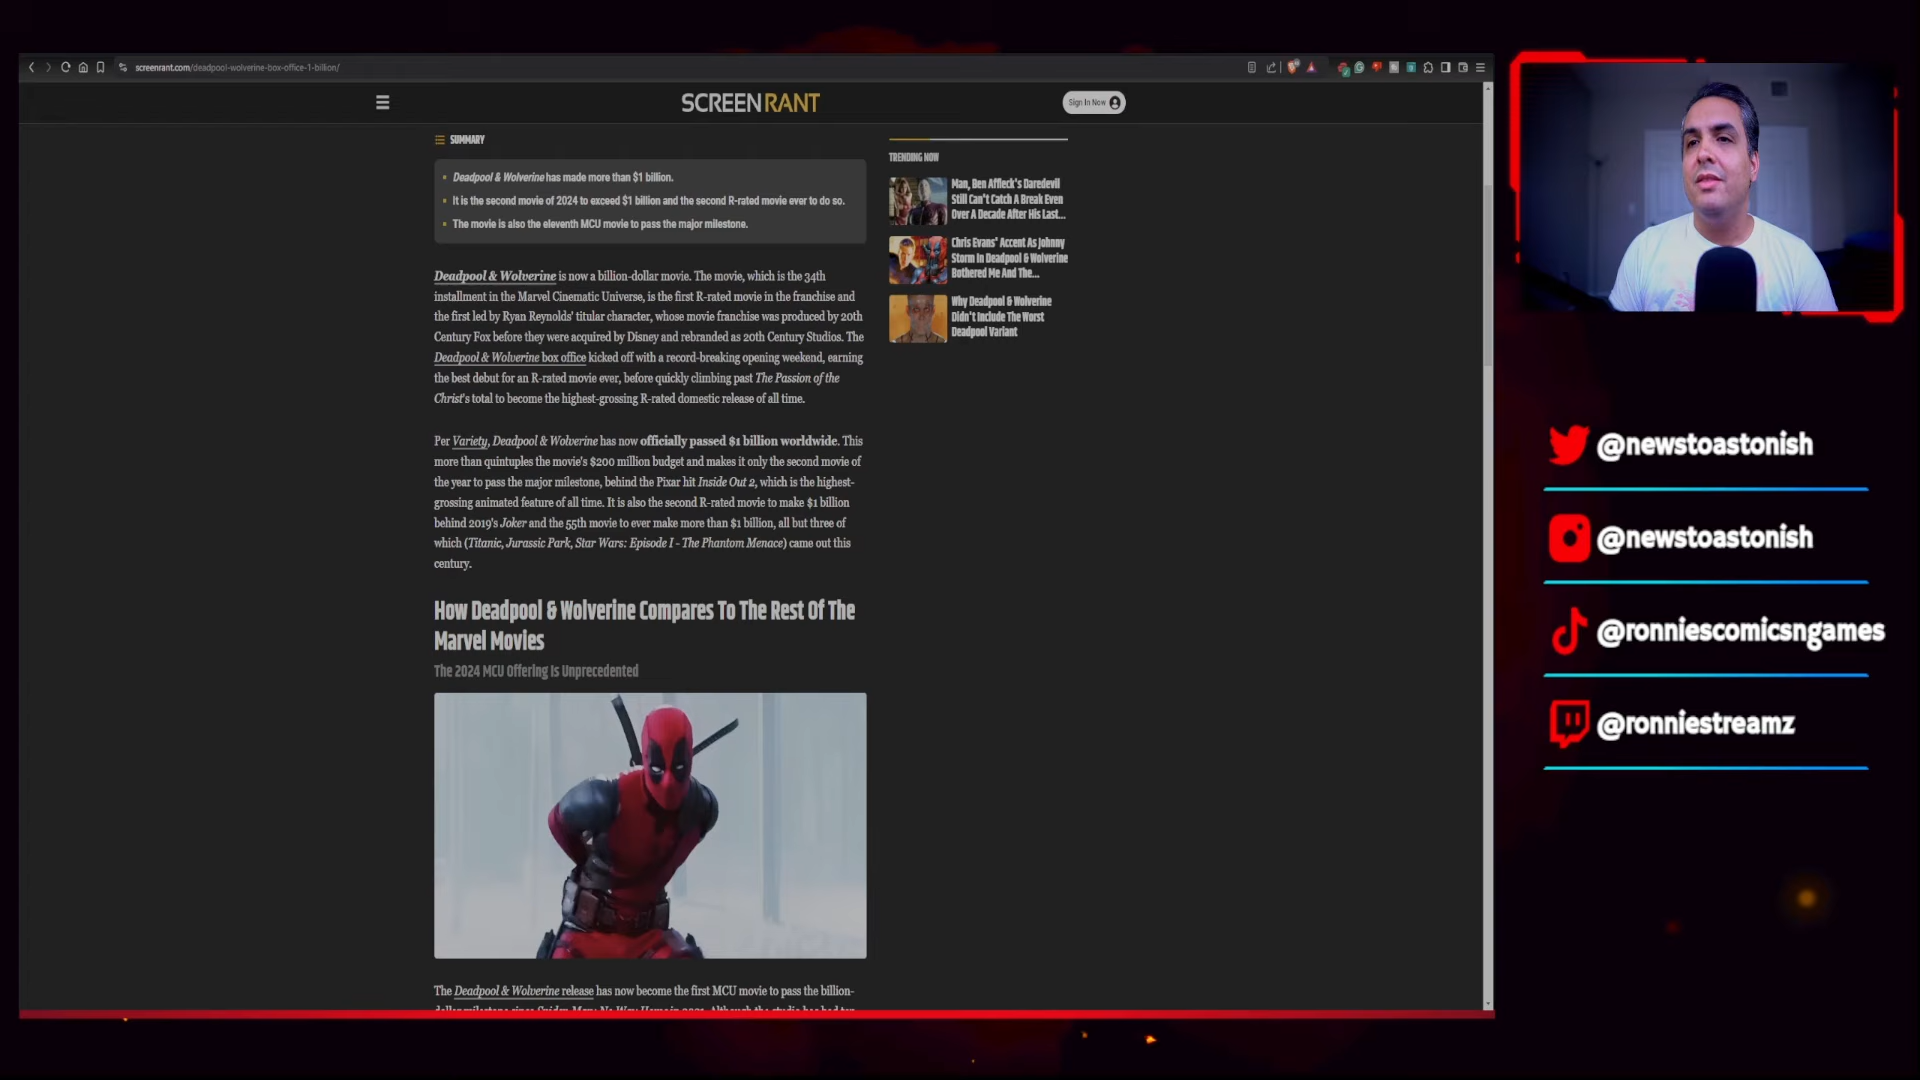 screenrant.com/deadpool-wolverine-box-office-1-billion/
SCREENRANT
Sign In Now
SUMMARY
Deadpool & Wolverine has made more than $1 billion.
It is the second movie of 2024 to exceed $1 billion and the second R-rated movie ever to do so.
The movie is also the eleventh MCU movie to pass the major milestone.
Deadpool & Wolverine is now a billion-dollar movie. The movie, which is the 34th
installment in the Marvel Cinematic Universe, is the first R-rated movie in the franchise and
the first led by Ryan Reynolds' titular character, whose movie franchise was produced by 20th
Century Fox before they were acquired by Disney and rebranded as 20th Century Studios. The
Deadpool & Wolverine box office kicked off with a record-breaking opening weekend, earning
the best debut for an R-rated movie ever, before quickly climbing past The Passion of the
Christ's total to become the highest-grossing R-rated domestic release of all time.
Per Variety, Deadpool & Wolverine has now officially passed $1 billion worldwide. This
more than quintuples the movie's $200 million budget and makes it only the second movie of
the year to pass the major milestone, behind the Pixar hit Inside Out 2, which is the highest-
grossing animated feature of all time. It is also the second R-rated movie to make $1 billion
behind 2019's Joker and the 55th movie to ever make more than $1 billion, all but three of
which (Titanic, Jurassic Park, Star Wars: Episode I - The Phantom Menace) came out this
century.
How Deadpool & Wolverine Compares To The Rest Of The
Marvel Movies
The 2024 MCU Offering Is Unprecedented
The Deadpool & Wolverine release has now become the first MCU movie to pass the billion-
TRENDING NOW
Man, Ben Affleck's Daredevil
Still Can't Catch A Break Even
Over A Decade After His Last...
Chris Evans' Accent As Johnny
Storm In Deadpool & Wolverine
Bothered Me And The...
Why Deadpool & Wolverine
Didn't Include The Worst
Deadpool Variant
@newstoastonish
@newstoastonish
@ronniescomicsngames
@ronniestreamz